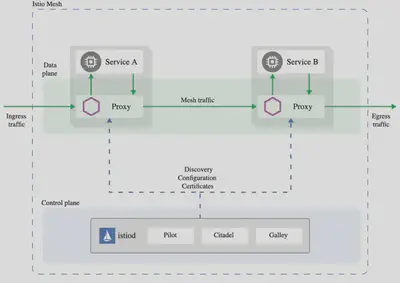 Istio Mesh
Service A
Service B
Data
plane
Proxy
Mesh traffic
Proxy
Ingress
traffic
Egress
traffic
Discovery
Configuration
Certificates
Control plane
istiod
Pilot
Citadel
Galley